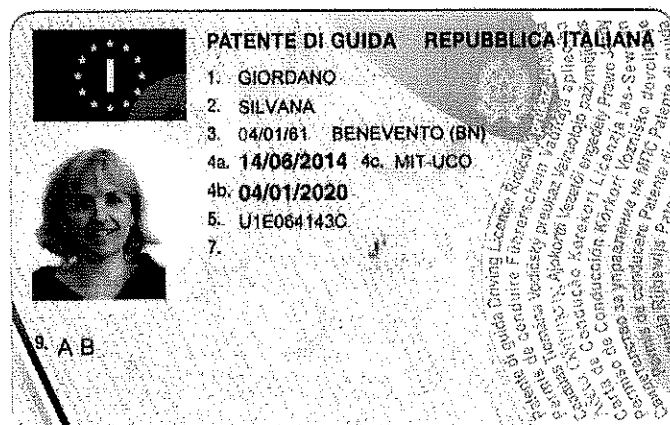 PATENTE DI GUIDA REPUBBLICA ITALIANA
I
1. GIORDANO
2. SILVANA
3. 04/01/61 BENEVENTO (BN)
4a. 14/06/2014 4c. MIT-UCO
4b. 04/01/2020
5. U1E064143C
7.
9. A B